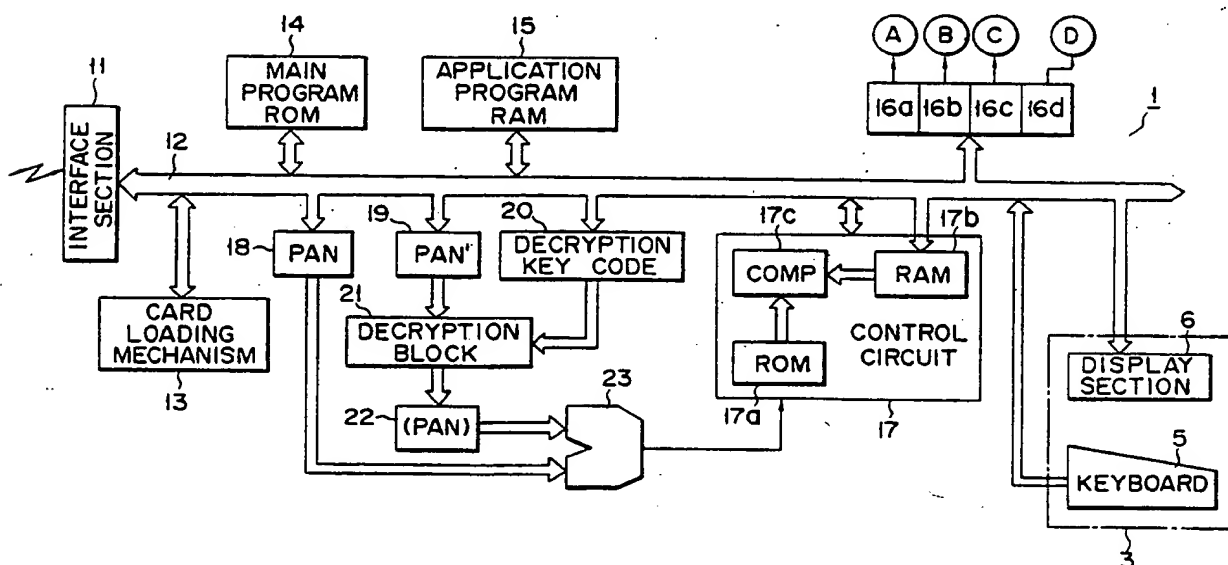 14
15
A
B
C
D
11
MAIN
PROGRAM
ROM
APPLICATION
PROGRAM
RAM
16a
16b
16c
16d
1
INTERFACE
SECTION
12
18
PAN
19
PAN'
20
DECRYPTION
KEY CODE
17c
17b
COMP
RAM
CARD
LOADING
MECHANISM
13
21
DECRYPTION
BLOCK
CONTROL
CIRCUIT
ROM
17a
17
6
DISPLAY
SECTION
22
(PAN)
23
5
KEYBOARD
3